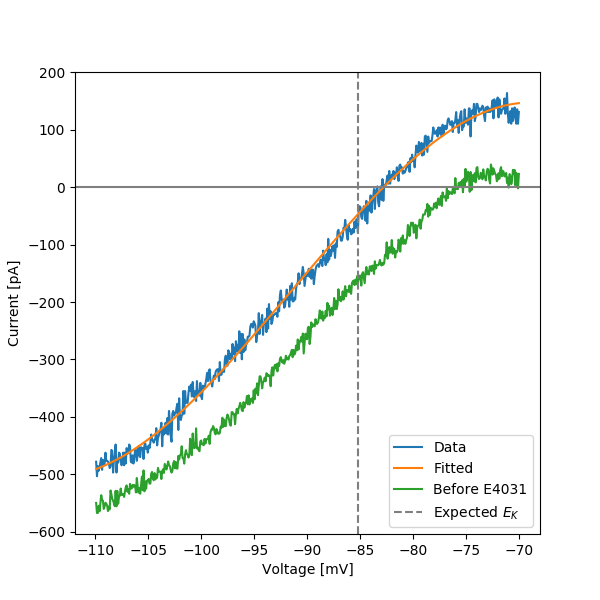 200
100
0
−100
−200
−300
−400
−500
−600
Current [pA]
Data
Fitted
Before E4031
Expected E_K
−110 −105 −100 −95 −90 −85 −80 −75 −70
Voltage [mV]